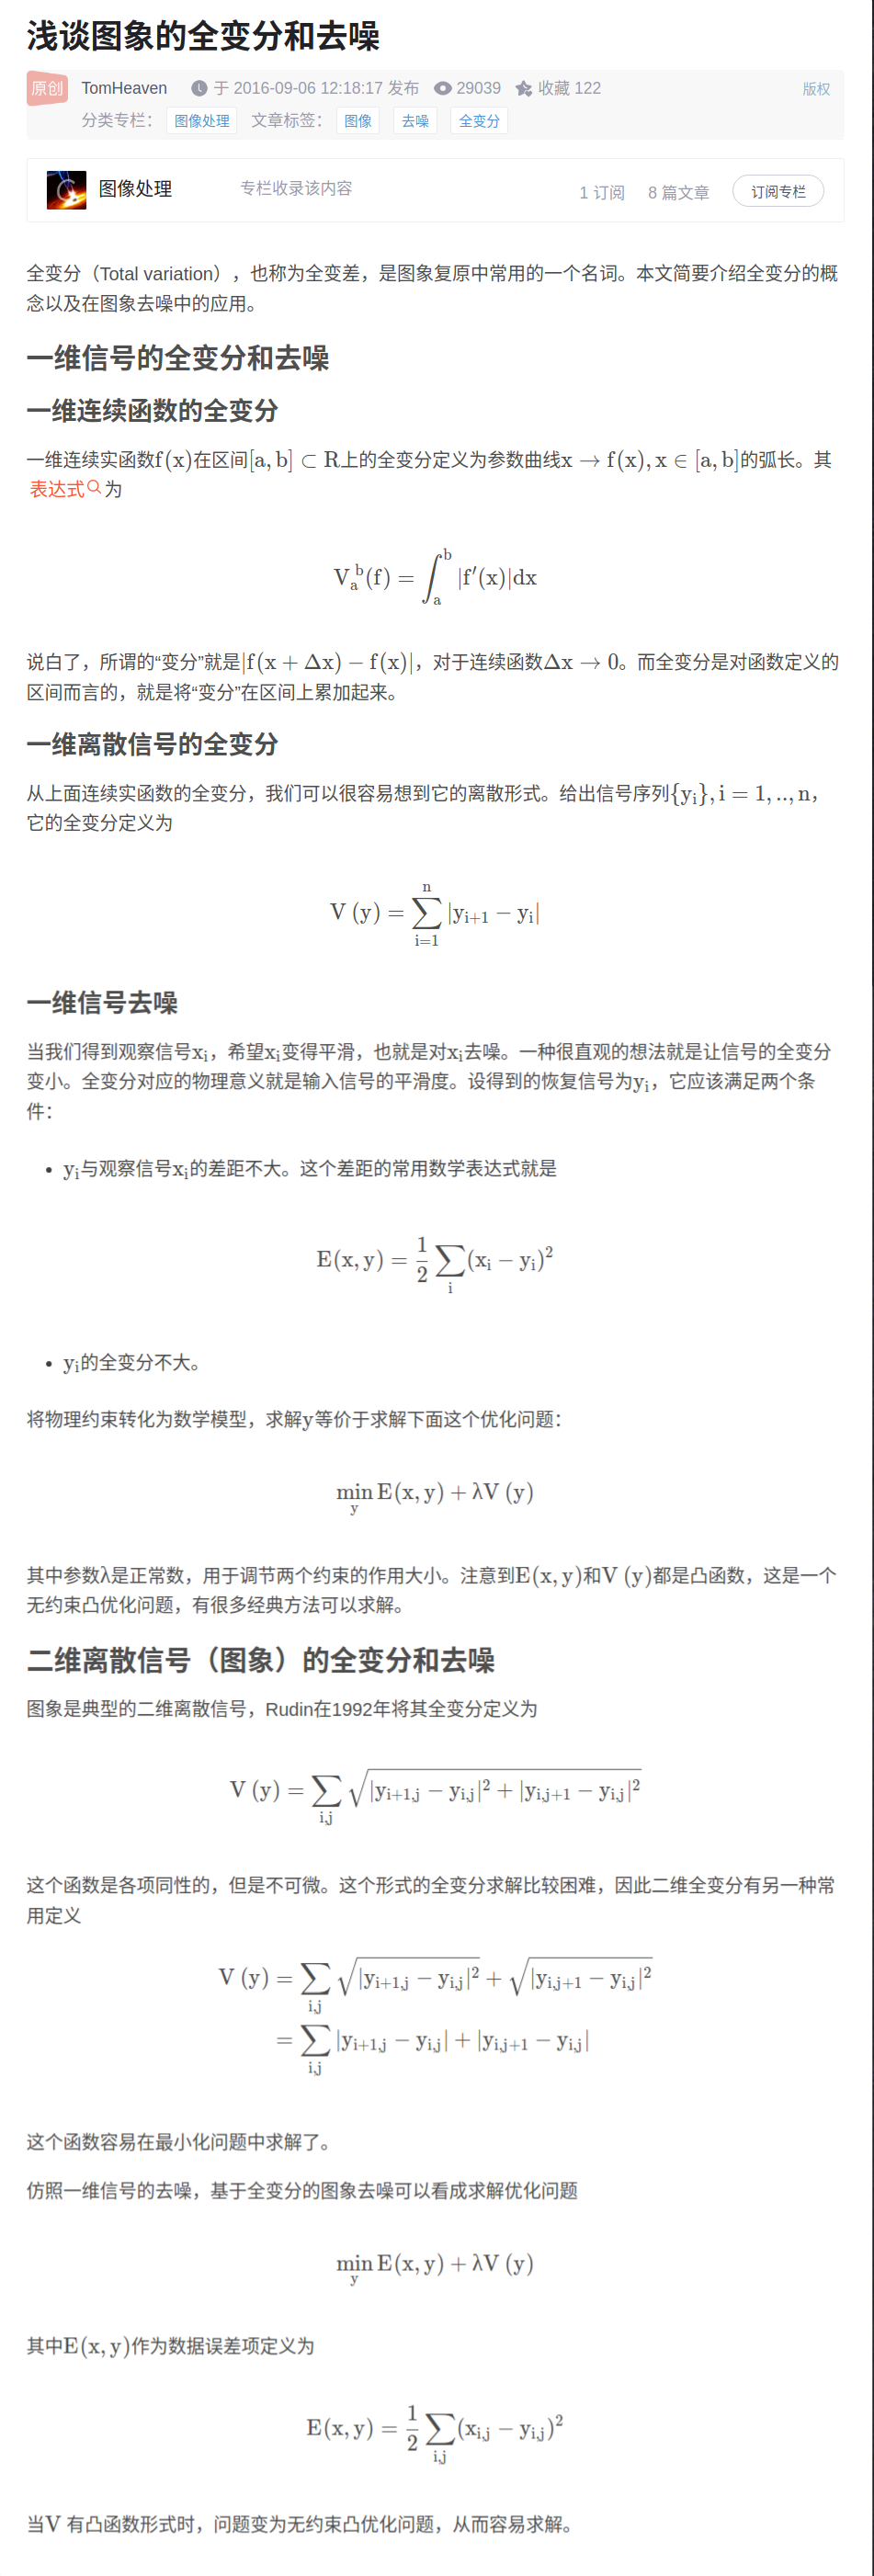 浅谈图象的全变分和去噪
原创 TomHeaven 于 2016-09-06 12:18:17 发布 29039 收藏 122 版权
分类专栏： 图像处理 文章标签： 图像 去噪 全变分
图像处理 专栏收录该内容 1 订阅 8 篇文章 订阅专栏
全变分（Total variation），也称为全变差，是图象复原中常用的一个名词。本文简要介绍全变分的概
念以及在图象去噪中的应用。
一维信号的全变分和去噪
一维连续函数的全变分
一维连续实函数f(x)在区间[a, b] ⊂ R上的全变分定义为参数曲线x → f(x), x ∈ [a, b]的弧长。其
表达式为
V_a^b(f) = ∫_a^b |f′(x)|dx
说白了，所谓的“变分”就是|f(x + Δx) − f(x)|，对于连续函数Δx → 0。而全变分是对函数定义的
区间而言的，就是将“变分”在区间上累加起来。
一维离散信号的全变分
从上面连续实函数的全变分，我们可以很容易想到它的离散形式。给出信号序列{y_i}, i = 1, .., n，
它的全变分定义为
V (y) = ∑_{i=1}^n |y_{i+1} − y_i|
一维信号去噪
当我们得到观察信号x_i，希望x_i变得平滑，也就是对x_i去噪。一种很直观的想法就是让信号的全变分
变小。全变分对应的物理意义就是输入信号的平滑度。设得到的恢复信号为y_i，它应该满足两个条
件：
• y_i与观察信号x_i的差距不大。这个差距的常用数学表达式就是
E(x, y) = 1/2 ∑_i (x_i − y_i)^2
• y_i的全变分不大。
将物理约束转化为数学模型，求解y等价于求解下面这个优化问题：
min_y E(x, y) + λV (y)
其中参数λ是正常数，用于调节两个约束的作用大小。注意到E(x, y)和V (y)都是凸函数，这是一个
无约束凸优化问题，有很多经典方法可以求解。
二维离散信号（图象）的全变分和去噪
图象是典型的二维离散信号，Rudin在1992年将其全变分定义为
V (y) = ∑_{i,j} √(|y_{i+1,j} − y_{i,j}|^2 + |y_{i,j+1} − y_{i,j}|^2)
这个函数是各项同性的，但是不可微。这个形式的全变分求解比较困难，因此二维全变分有另一种常
用定义
V (y) = ∑_{i,j} √(|y_{i+1,j} − y_{i,j}|^2) + √(|y_{i,j+1} − y_{i,j}|^2)
= ∑_{i,j} |y_{i+1,j} − y_{i,j}| + |y_{i,j+1} − y_{i,j}|
这个函数容易在最小化问题中求解了。
仿照一维信号的去噪，基于全变分的图象去噪可以看成求解优化问题
min_y E(x, y) + λV (y)
其中E(x, y)作为数据误差项定义为
E(x, y) = 1/2 ∑_{i,j} (x_{i,j} − y_{i,j})^2
当V 有凸函数形式时，问题变为无约束凸优化问题，从而容易求解。